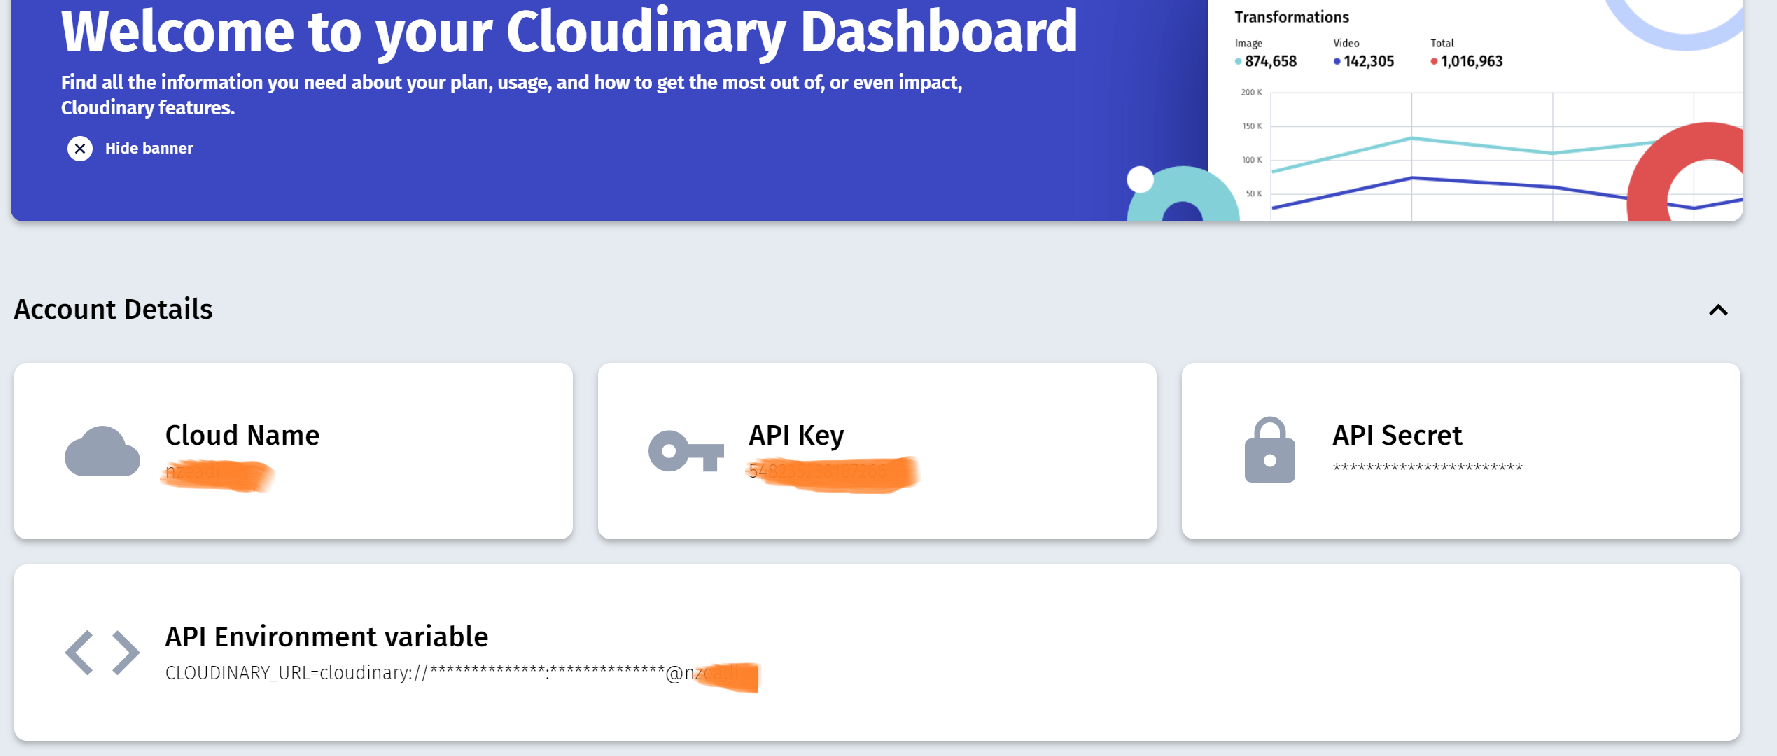 Welcome to your Cloudinary Dashboard
Find all the information you need about your plan, usage, and how to get the most out of, or even impact,
Cloudinary features.
Hide banner
Transformations
Image Video Total
874,658 142,305 1,016,963
200 K
150 K
100 K
50 K
Account Details
Cloud Name
API Key
API Secret
***********************
API Environment variable
CLOUDINARY_URL=cloudinary://**************:**************@